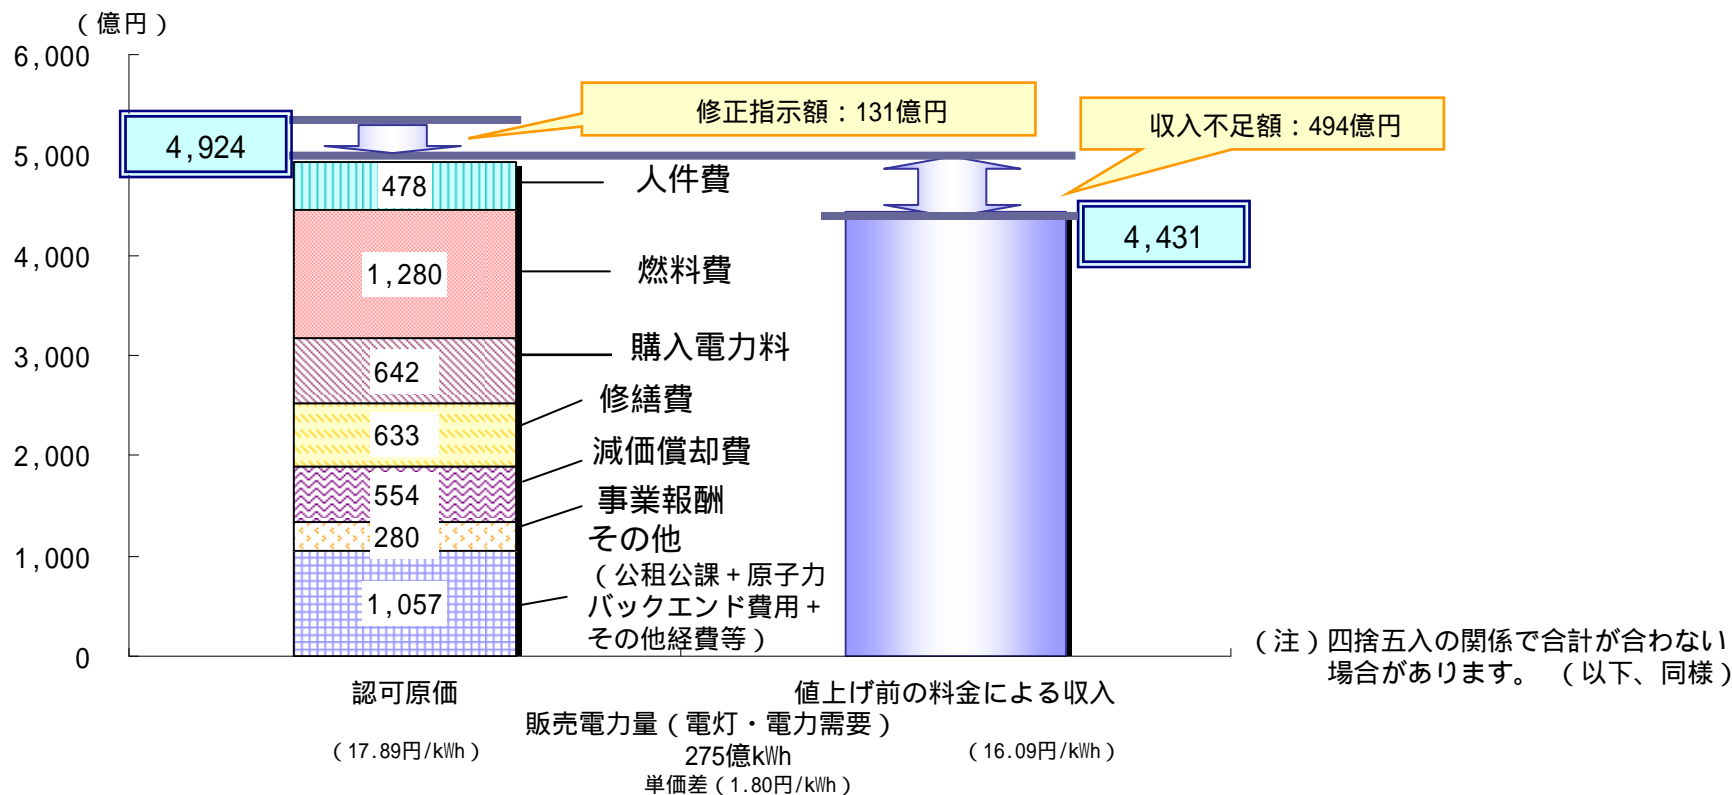 （億円）
6,000
5,000
4,000
3,000
2,000
1,000
0
4,924
修正指示額：131億円
収入不足額：494億円
4,431
478
人件費
1,280
燃料費
642
購入電力料
633
修繕費
554
減価償却費
280
事業報酬
1,057
その他
（公租公課＋原子力
バックエンド費用＋
その他経費等）
（注）四捨五入の関係で合計が合わない
場合があります。　（以下、同様）
認可原価
値上げ前の料金による収入
販売電力量（電灯・電力需要）
（17.89円/kWh）
275億kWh
（16.09円/kWh）
単価差（1.80円/kWh）